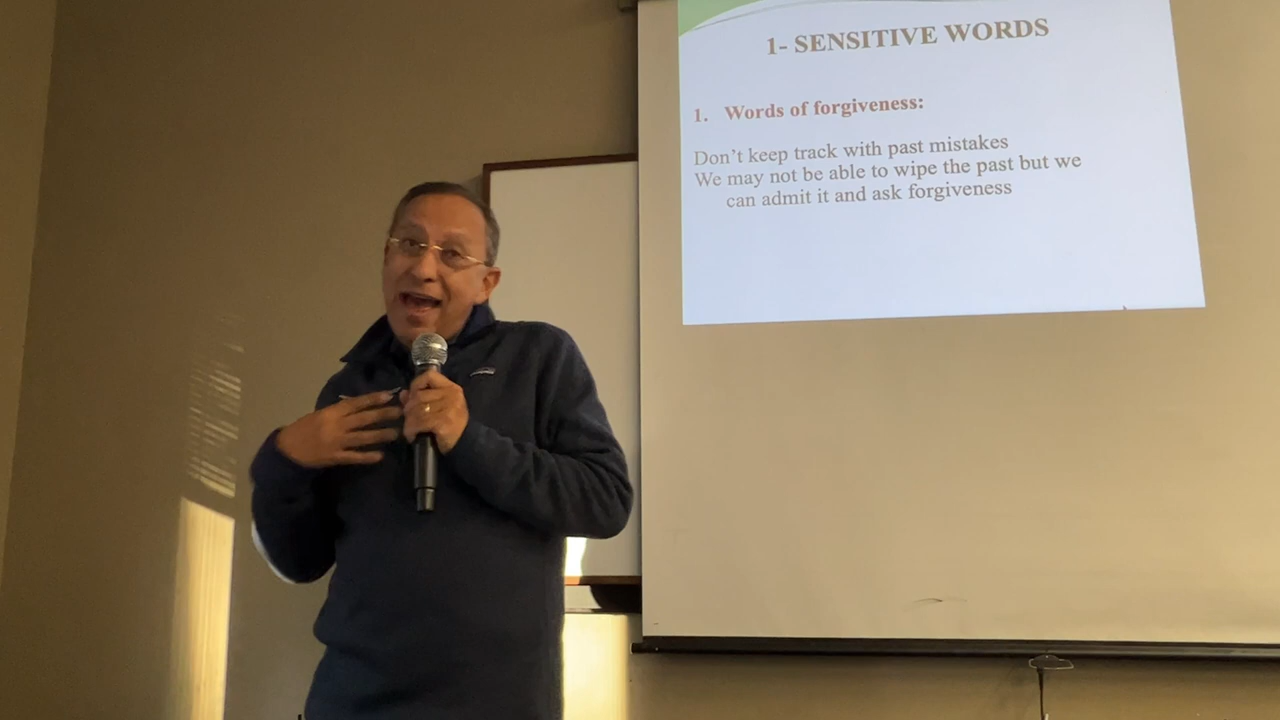 1- SENSITIVE WORDS
1. Words of forgiveness:
Don't keep track with past mistakes
We may not be able to wipe the past but we
can admit it and ask forgiveness